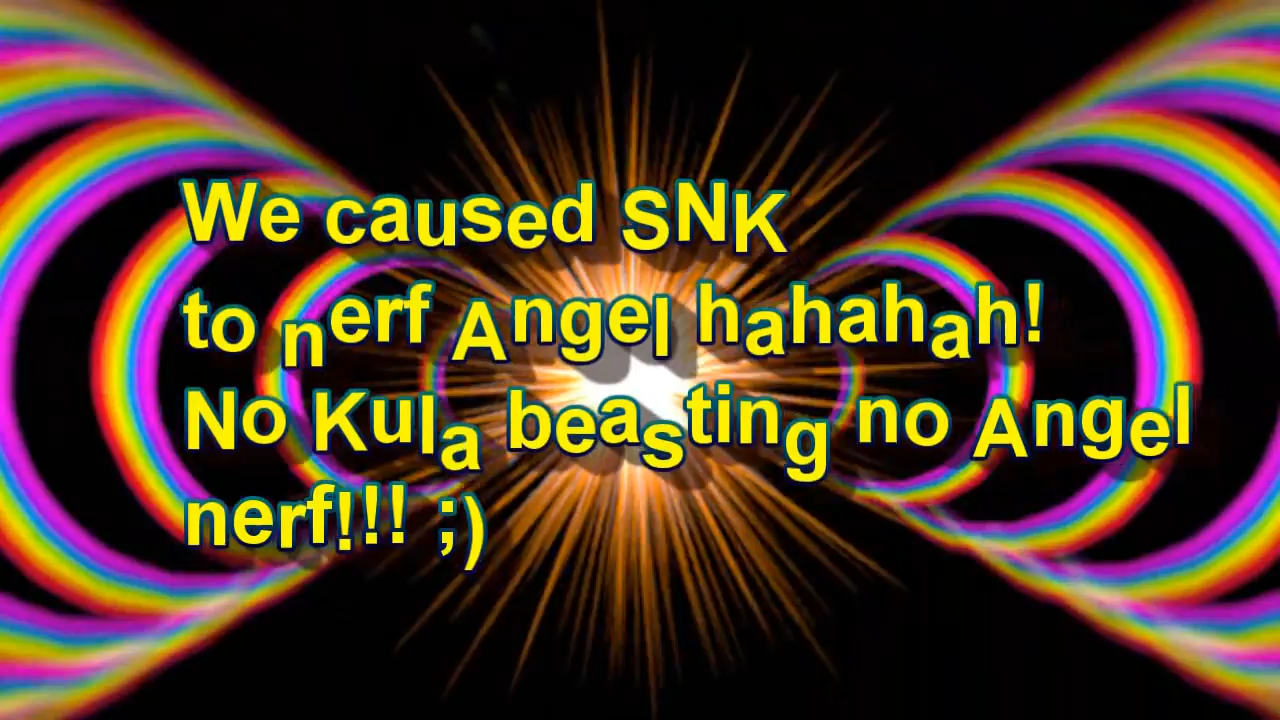 We caused SNK
to nerf Angel hahahah!
No Kula beasting no Angel
nerf!!! ;)